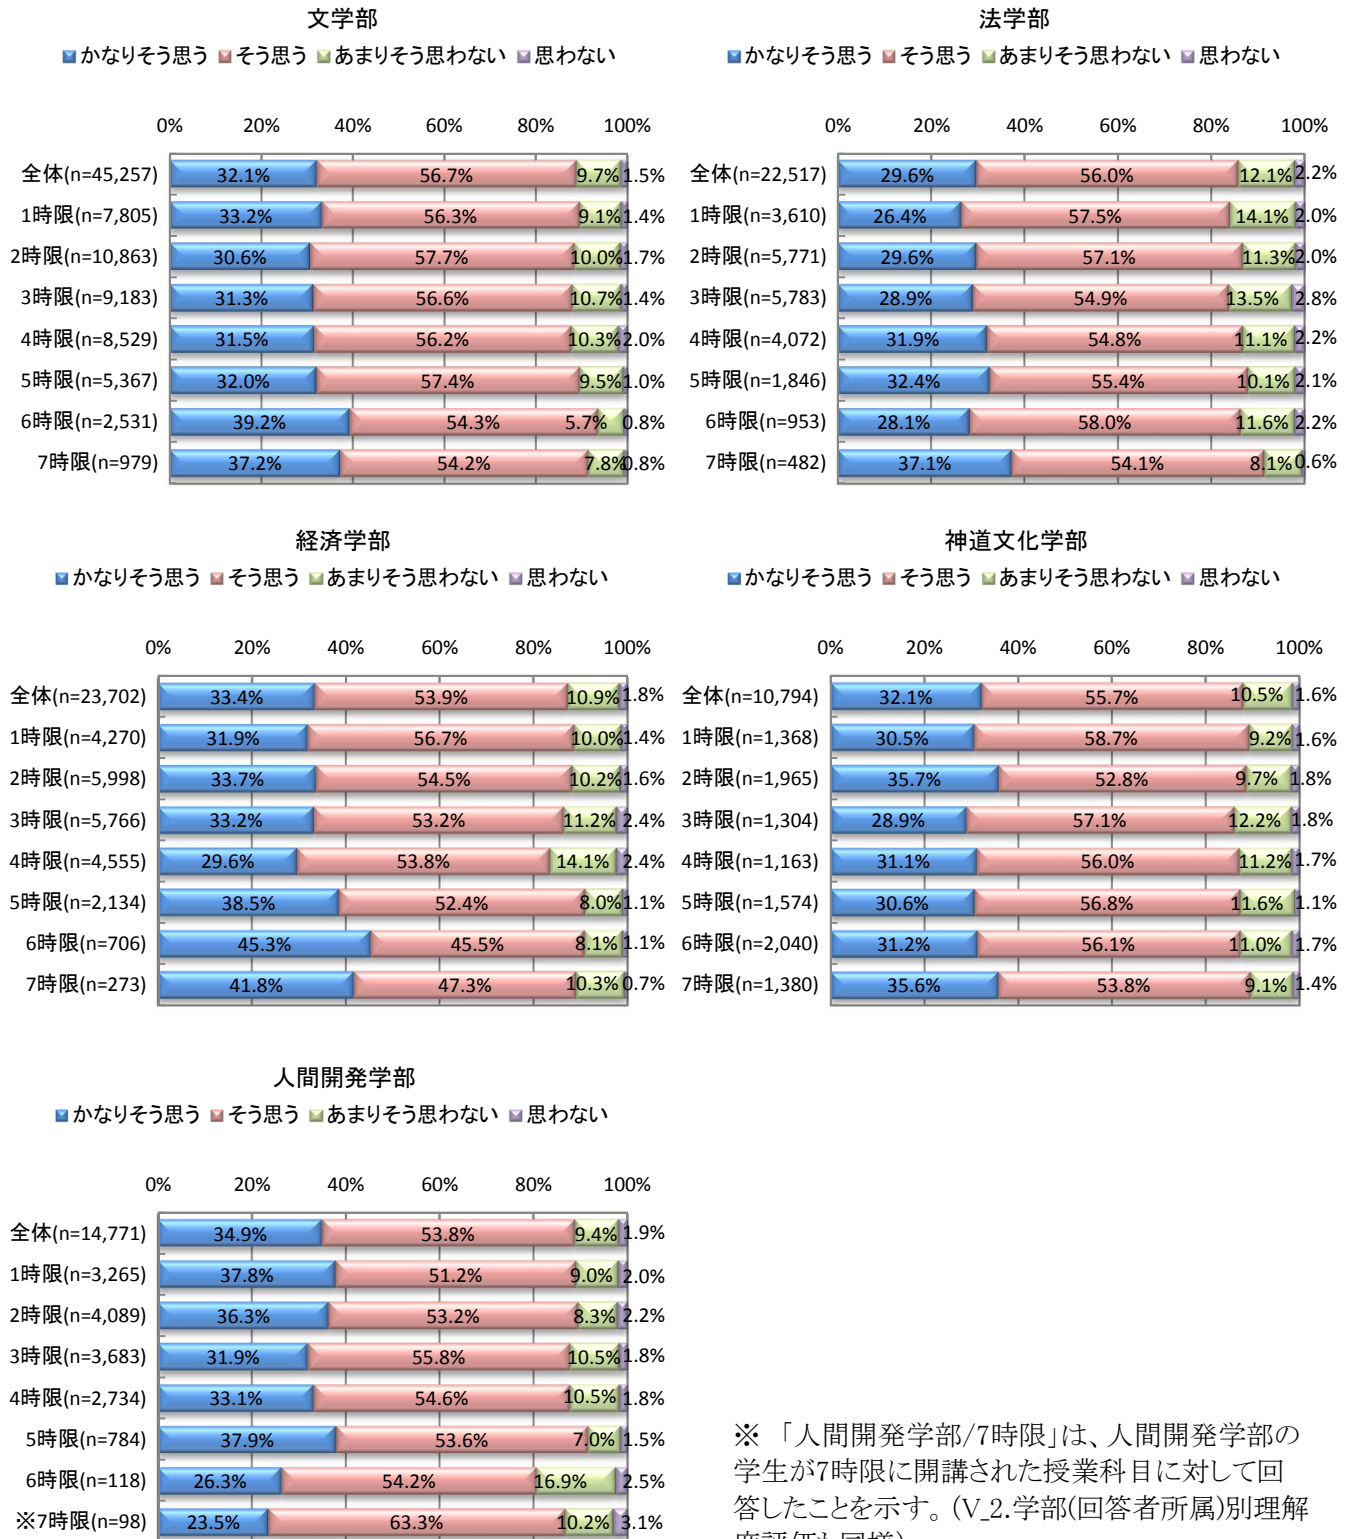 文学部
かなりそう思う そう思う あまりそう思わない 思わない
0% 20% 40% 60% 80% 100%
全体(n=45,257) 32.1% 56.7% 9.7% 1.5%
1時限(n=7,805) 33.2% 56.3% 9.1% 1.4%
2時限(n=10,863) 30.6% 57.7% 10.0% 1.7%
3時限(n=9,183) 31.3% 56.6% 10.7% 1.4%
4時限(n=8,529) 31.5% 56.2% 10.3% 2.0%
5時限(n=5,367) 32.0% 57.4% 9.5% 1.0%
6時限(n=2,531) 39.2% 54.3% 5.7% 0.8%
7時限(n=979) 37.2% 54.2% 7.8% 0.8%
法学部
かなりそう思う そう思う あまりそう思わない 思わない
0% 20% 40% 60% 80% 100%
全体(n=22,517) 29.6% 56.0% 12.1% 2.2%
1時限(n=3,610) 26.4% 57.5% 14.1% 2.0%
2時限(n=5,771) 29.6% 57.1% 11.3% 2.0%
3時限(n=5,783) 28.9% 54.9% 13.5% 2.8%
4時限(n=4,072) 31.9% 54.8% 11.1% 2.2%
5時限(n=1,846) 32.4% 55.4% 10.1% 2.1%
6時限(n=953) 28.1% 58.0% 11.6% 2.2%
7時限(n=482) 37.1% 54.1% 8.1% 0.6%
経済学部
かなりそう思う そう思う あまりそう思わない 思わない
0% 20% 40% 60% 80% 100%
全体(n=23,702) 33.4% 53.9% 10.9% 1.8%
1時限(n=4,270) 31.9% 56.7% 10.0% 1.4%
2時限(n=5,998) 33.7% 54.5% 10.2% 1.6%
3時限(n=5,766) 33.2% 53.2% 11.2% 2.4%
4時限(n=4,555) 29.6% 53.8% 14.1% 2.4%
5時限(n=2,134) 38.5% 52.4% 8.0% 1.1%
6時限(n=706) 45.3% 45.5% 8.1% 1.1%
7時限(n=273) 41.8% 47.3% 10.3% 0.7%
神道文化学部
かなりそう思う そう思う あまりそう思わない 思わない
0% 20% 40% 60% 80% 100%
全体(n=10,794) 32.1% 55.7% 10.5% 1.6%
1時限(n=1,368) 30.5% 58.7% 9.2% 1.6%
2時限(n=1,965) 35.7% 52.8% 9.7% 1.8%
3時限(n=1,304) 28.9% 57.1% 12.2% 1.8%
4時限(n=1,163) 31.1% 56.0% 11.2% 1.7%
5時限(n=1,574) 30.6% 56.8% 11.6% 1.1%
6時限(n=2,040) 31.2% 56.1% 11.0% 1.7%
7時限(n=1,380) 35.6% 53.8% 9.1% 1.4%
人間開発学部
かなりそう思う そう思う あまりそう思わない 思わない
0% 20% 40% 60% 80% 100%
全体(n=14,771) 34.9% 53.8% 9.4% 1.9%
1時限(n=3,265) 37.8% 51.2% 9.0% 2.0%
2時限(n=4,089) 36.3% 53.2% 8.3% 2.2%
3時限(n=3,683) 31.9% 55.8% 10.5% 1.8%
4時限(n=2,734) 33.1% 54.6% 10.5% 1.8%
5時限(n=784) 37.9% 53.6% 7.0% 1.5%
6時限(n=118) 26.3% 54.2% 16.9% 2.5%
※7時限(n=98) 23.5% 63.3% 10.2% 3.1%
※ 「人間開発学部/7時限」は、人間開発学部の
学生が7時限に開講された授業科目に対して回
答したことを示す。(V_2.学部(回答者所属)別理解